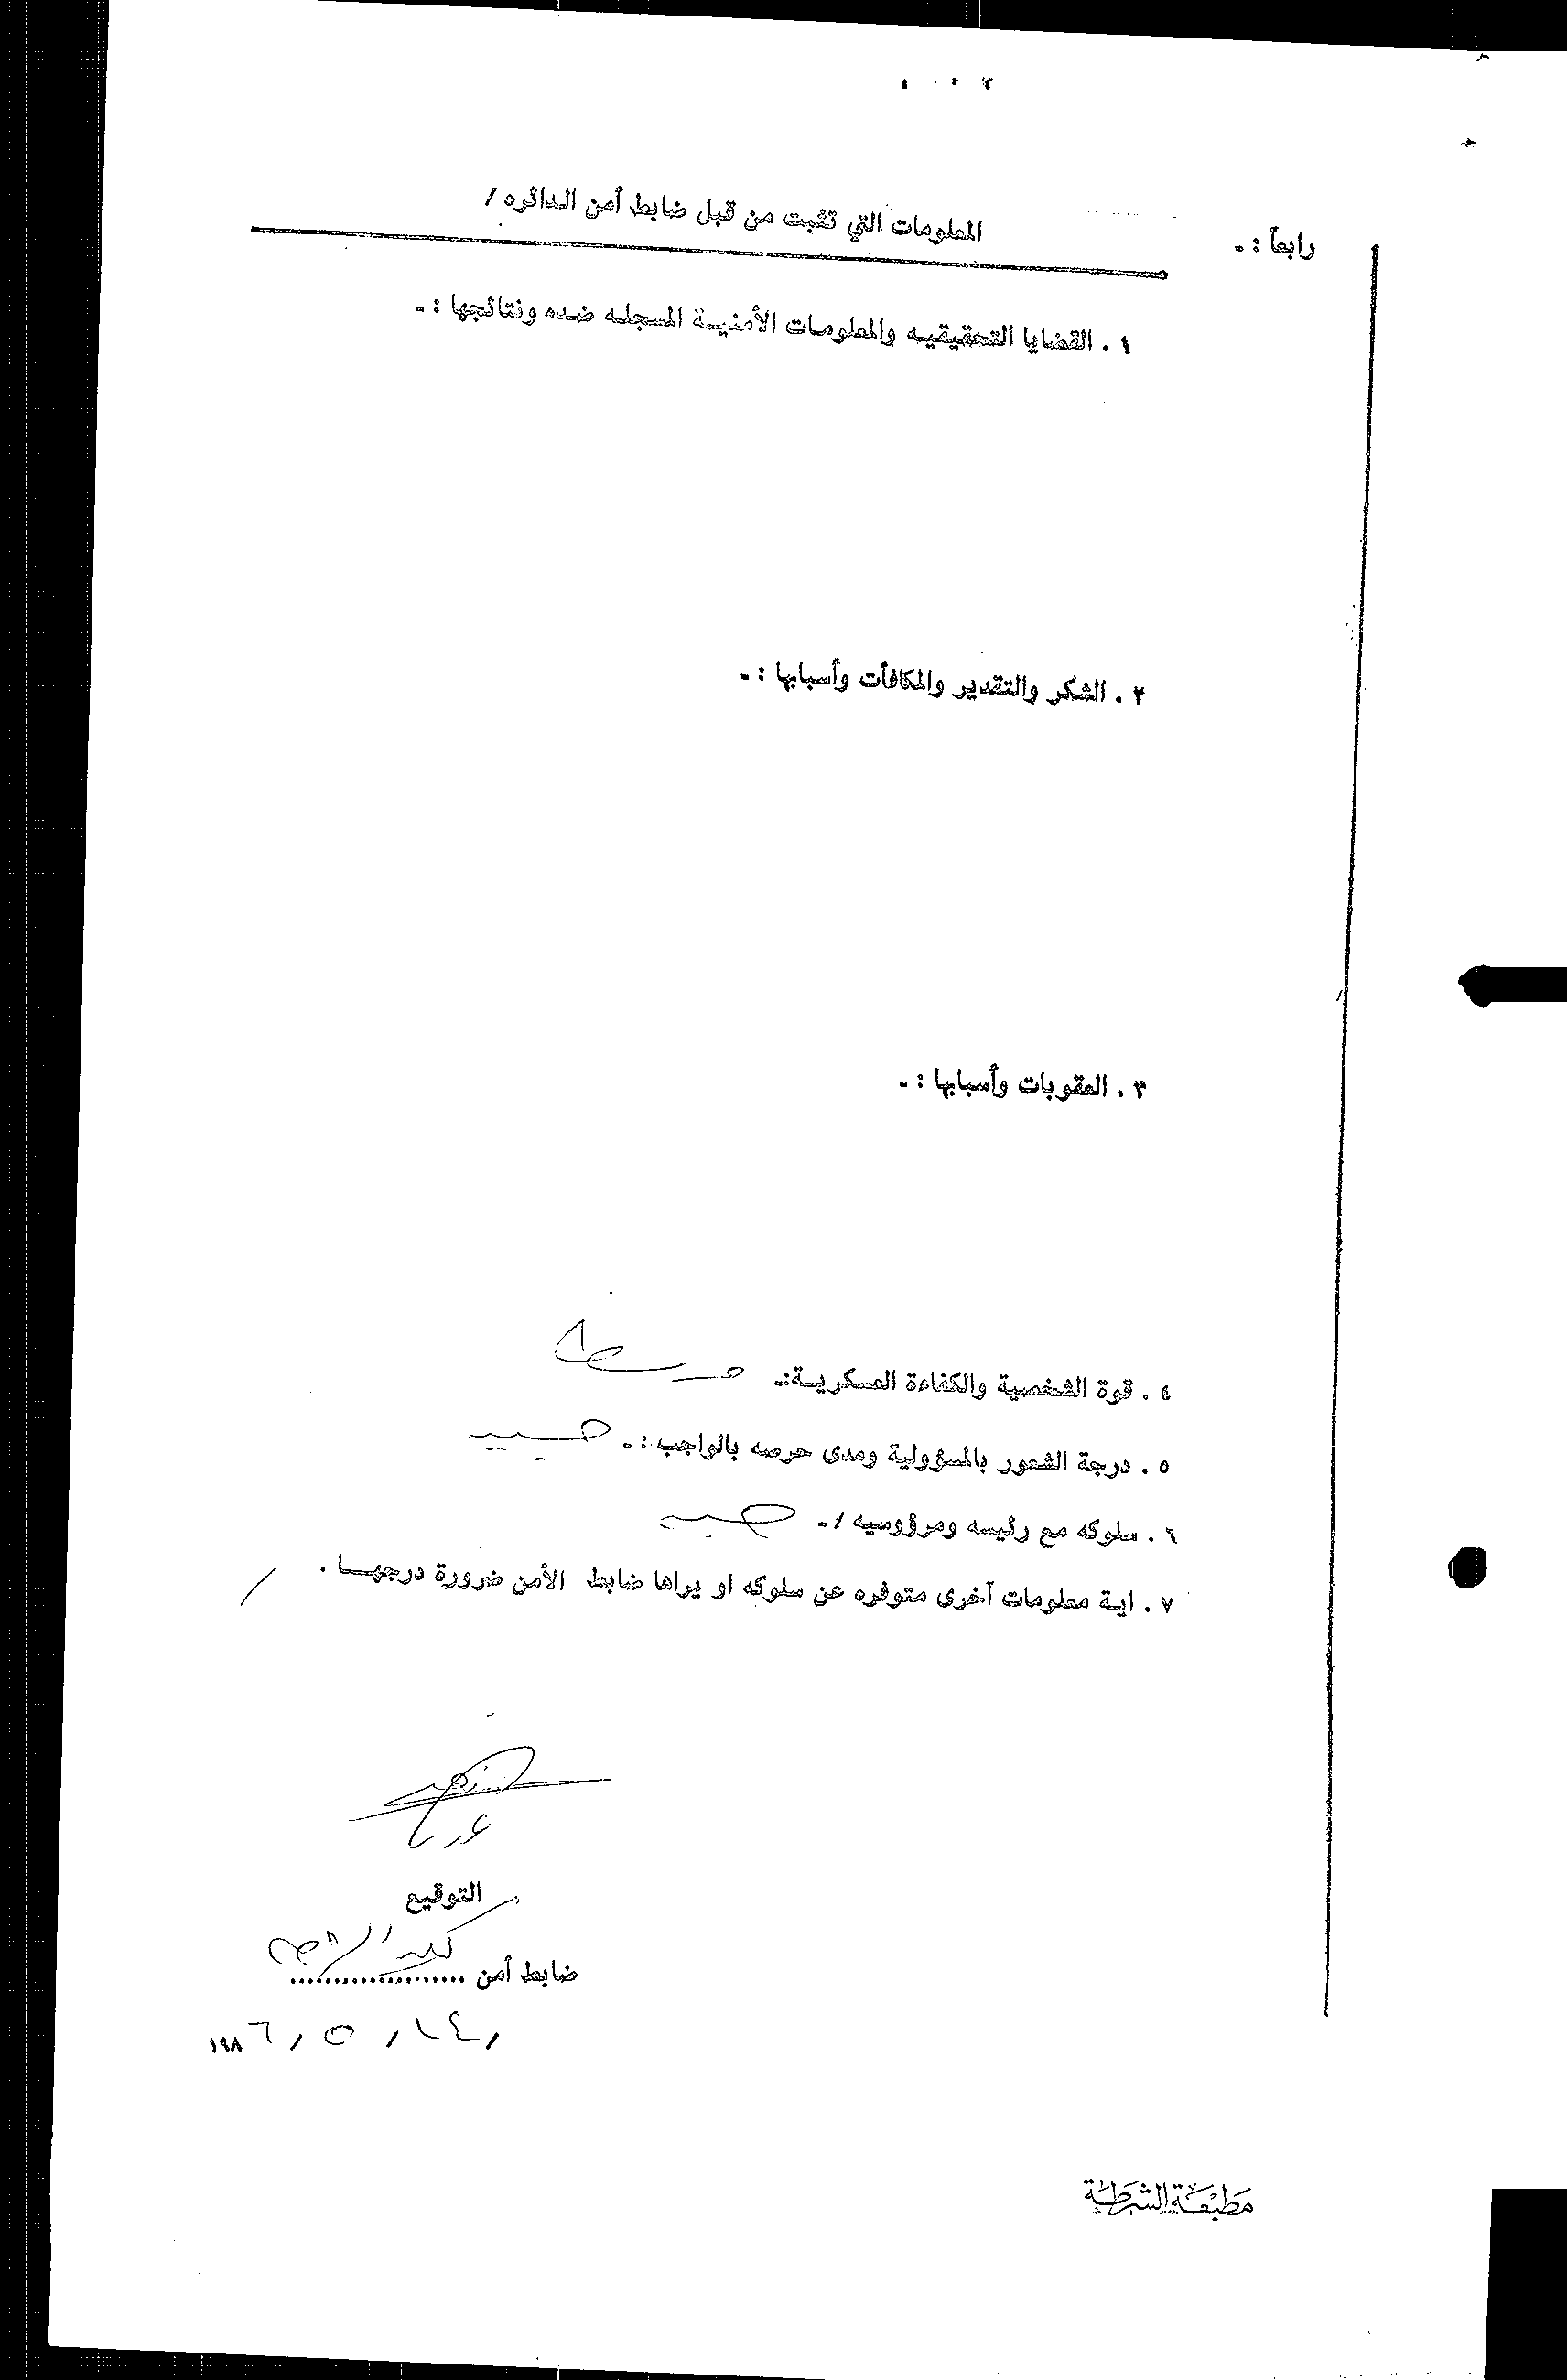 رابعاً : ـ
المعلومات التي تثبت من قبل ضابط أمن الدائره /
١ . القضايا التحقيقيه والمعلومات الأمنية المسجله ضده ونتائجها : ـ
٢ . الشكر والتقدير والمكافأت وأسبابها : ـ
٣ . العقوبات وأسبابها : ـ
٤ . قوة الشخصية والكفاءة العسكرية:ـ
٥ . درجة الشعور بالمسؤولية ومدى حرصه بالواجب : ـ
٦ . سلوكه مع رئيسه ومرؤوسيه / ـ
٧ . اية معلومات آخرى متوفره عن سلوكه او يراها ضابط الأمن ضرورة درجها .
التوقيع
ضابط أمن ....................
/ ١٤ / ٥ / ١٩٨٦
مطبعة الشرطة